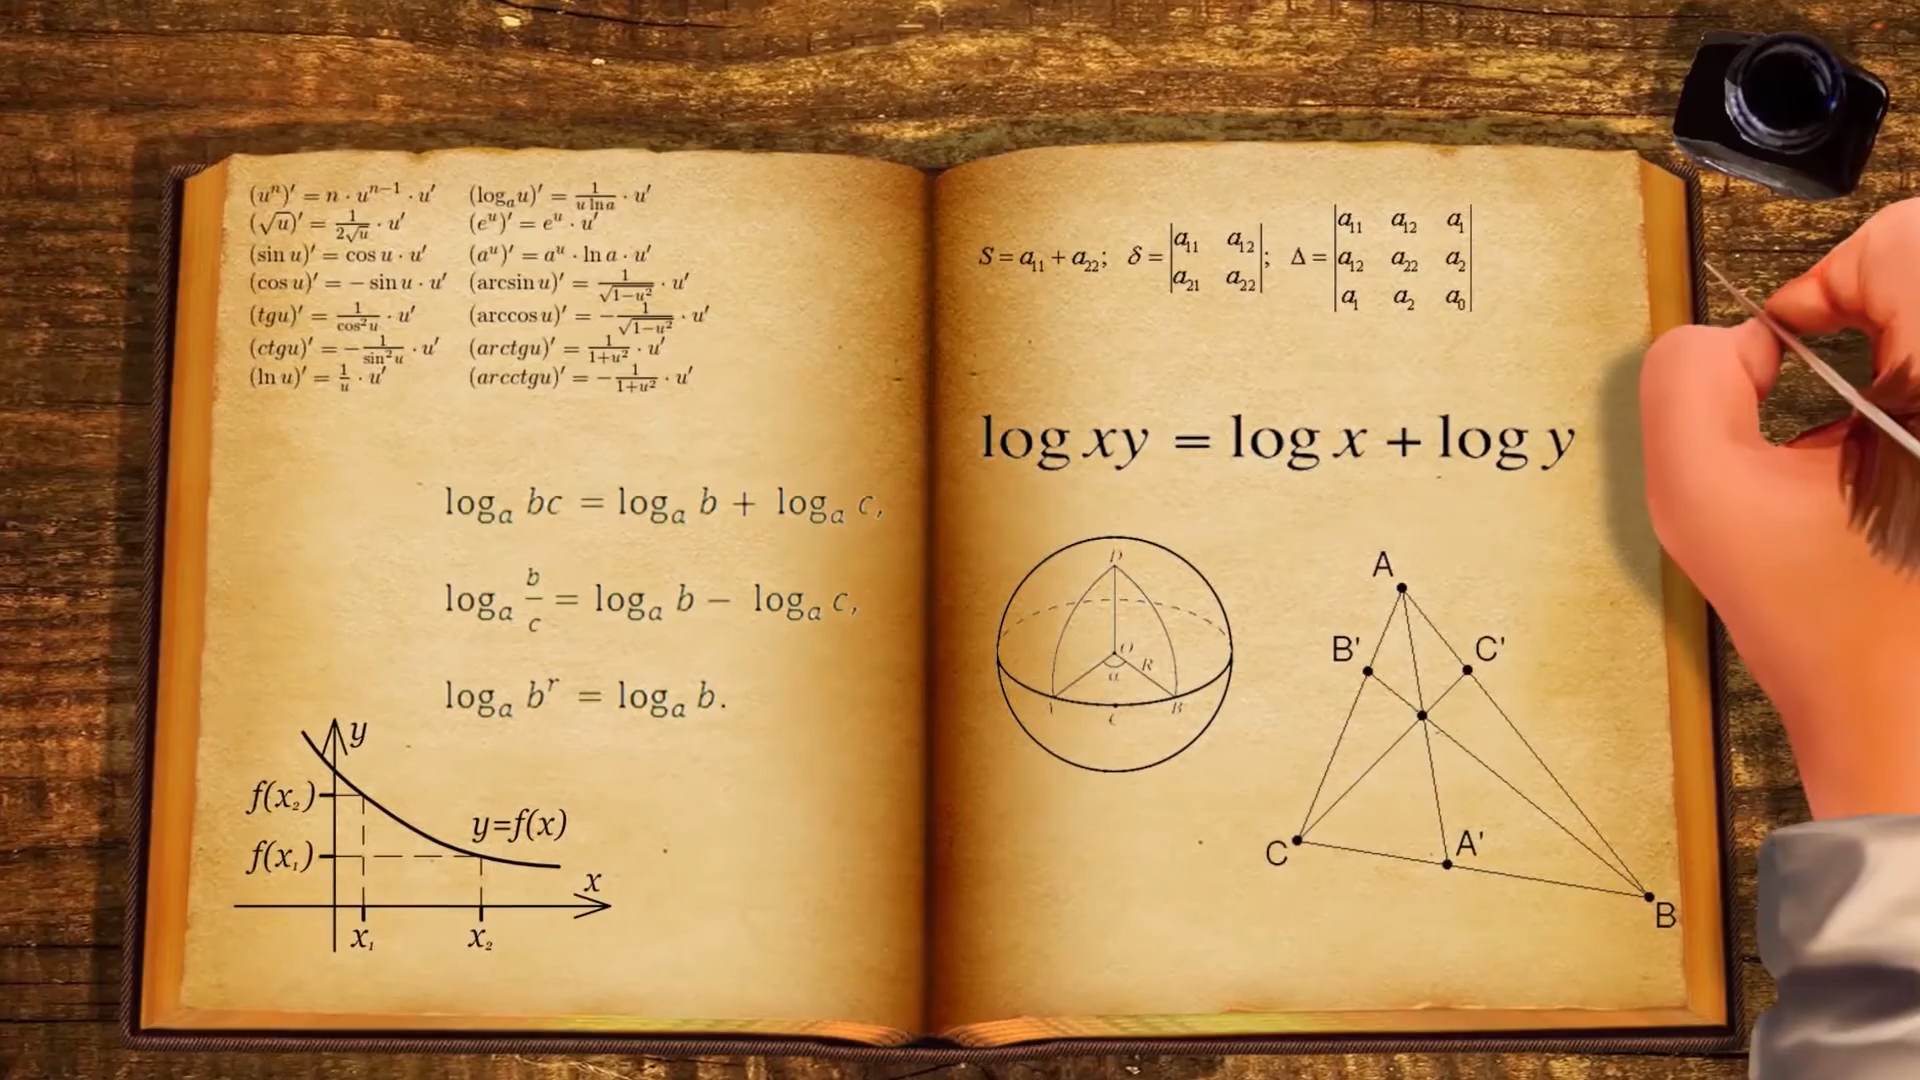 (uⁿ)′ = n · uⁿ⁻¹ · u′ (logₐu)′ = 1/(u ln a) · u′
(√u)′ = 1/(2√u) · u′ (eᵘ)′ = eᵘ · u′
(sin u)′ = cos u · u′ (aᵘ)′ = aᵘ · ln a · u′
(cos u)′ = − sin u · u′ (arcsin u)′ = 1/√(1−u²) · u′
(tgu)′ = 1/(cos²u) · u′ (arccos u)′ = −1/√(1−u²) · u′
(ctgu)′ = −1/(sin²u) · u′ (arctgu)′ = 1/(1+u²) · u′
(ln u)′ = 1/u · u′ (arcctgu)′ = −1/(1+u²) · u′
logₐ bc = logₐ b + logₐ c,
logₐ b/c = logₐ b − logₐ c,
logₐ bʳ = logₐ b.
y
f(x₂)
y=f(x)
f(x₁)
x
x₁ x₂
S = a₁₁ + a₂₂; δ = |a₁₁ a₁₂; a₂₁ a₂₂|; Δ = |a₁₁ a₁₂ a₁; a₁₂ a₂₂ a₂; a₁ a₂ a₀|
log xy = log x + log y
D
O
R
α
C
B
A
B' C'
C A'
B